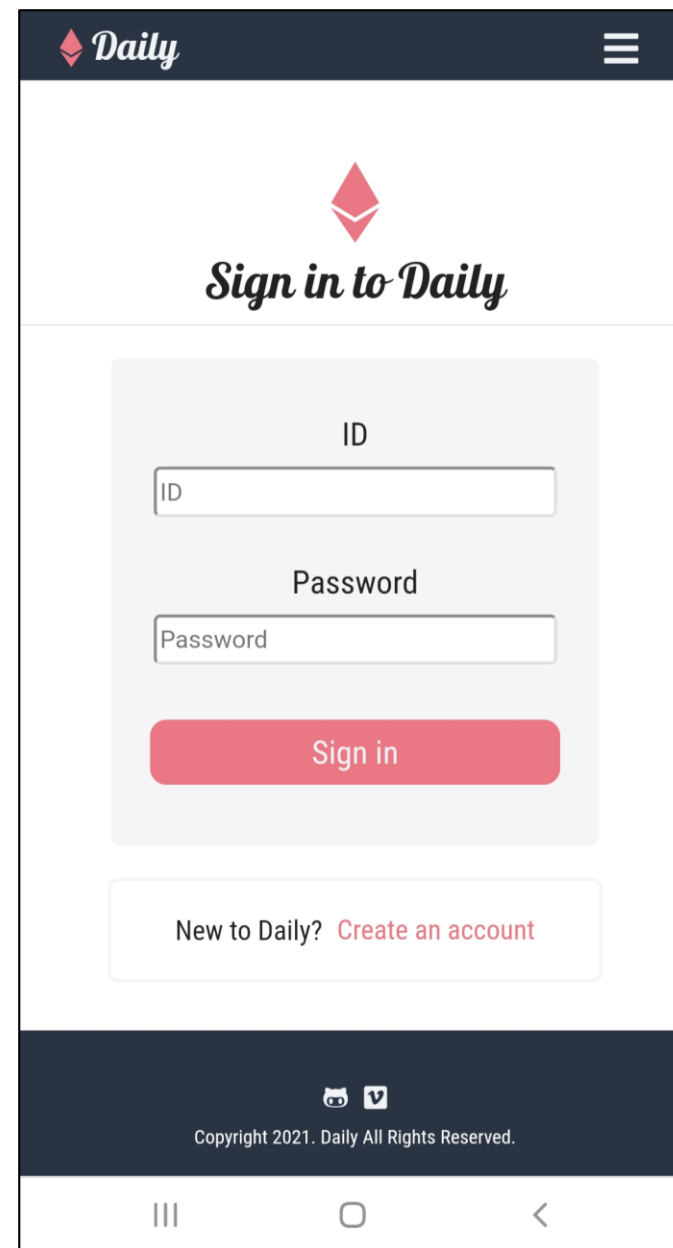 Daily
Sign in to Daily
ID
ID
Password
Password
Sign in
New to Daily? Create an account
Copyright 2021. Daily All Rights Reserved.